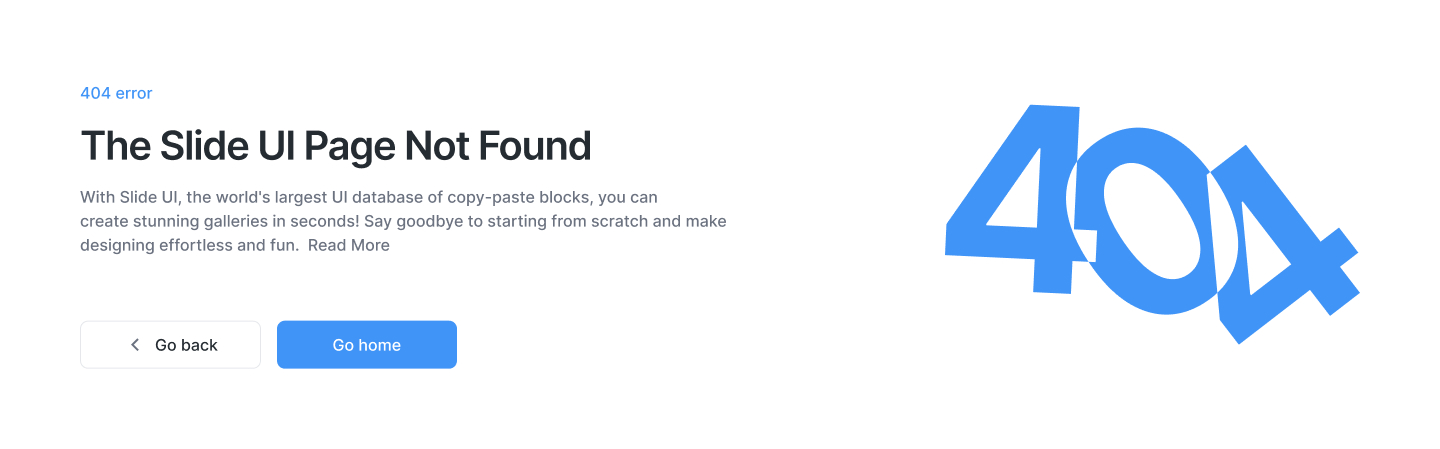 404 error
The Slide UI Page Not Found
With Slide UI, the world's largest UI database of copy-paste blocks, you can
create stunning galleries in seconds! Say goodbye to starting from scratch and make
designing effortless and fun.  Read More
Go back
Go home
404